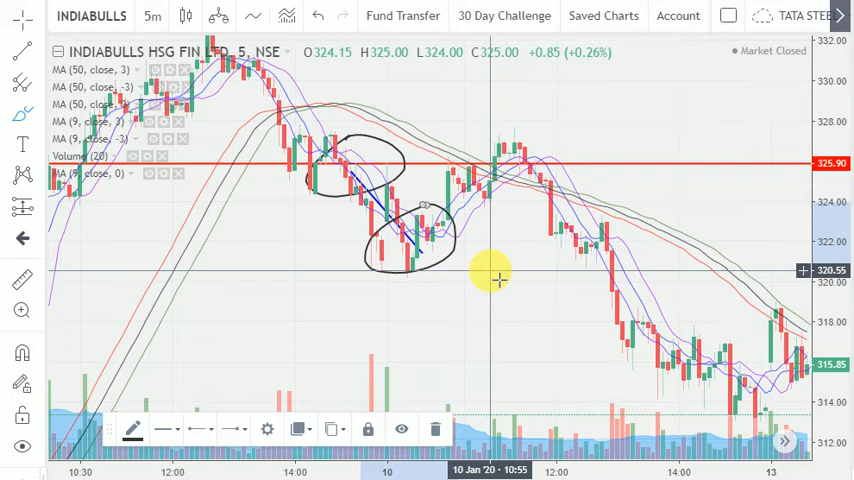 INDIABULLS 5m Fund Transfer 30 Day Challenge Saved Charts Account TATA STEEL
INDIABULLS HSG FIN LTD, 5, NSE O324.15 H325.00 L324.00 C325.00 +0.85 (+0.26%)
Market Closed
MA (50, close, 3)
MA (50, close, -3)
MA (50, close, 0)
MA (9, close, 3)
MA (9, close, -3)
Volume (20)
MA (9, close, 0)
332.00
330.00
328.00
325.90
324.00
322.00
320.55
320.00
318.00
315.85
314.00
312.00
10:30 12:00 14:00 10 10 Jan '20 - 10:55 12:00 14:00 13